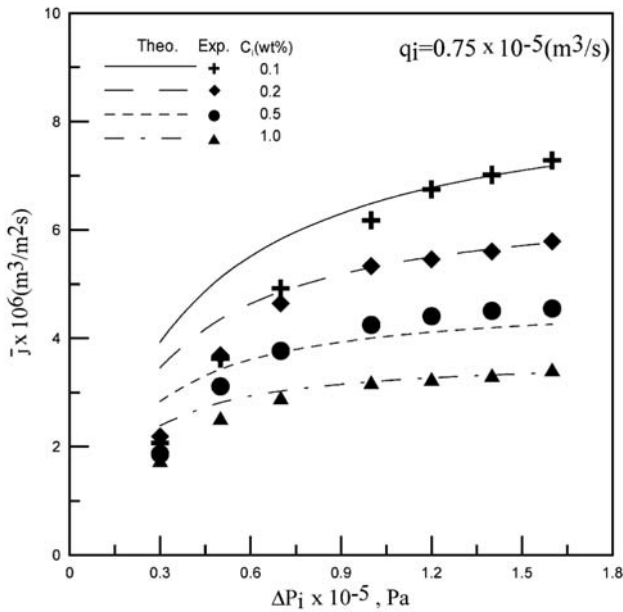 Theo. Exp. Cᵢ(wt%)
0.1
0.2
0.5
1.0
qi=0.75 x 10-5(m3/s)
10
8
6
4
2
0
j̄ x10⁶(m3/m2s)
0 0.3 0.6 0.9 1.2 1.5 1.8
ΔPi x 10-5 , Pa